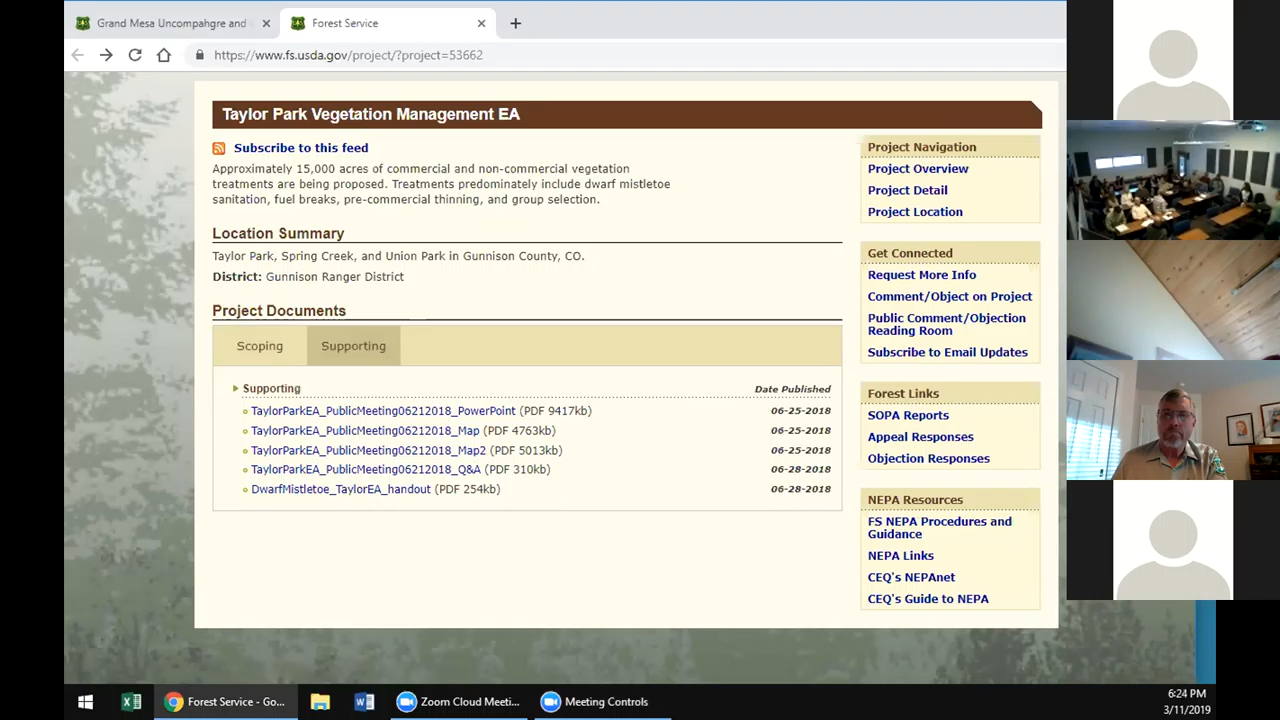 Grand Mesa Uncompahgre and
Forest Service
https://www.fs.usda.gov/project/?project=53662
Taylor Park Vegetation Management EA
Subscribe to this feed
Approximately 15,000 acres of commercial and non-commercial vegetation
treatments are being proposed. Treatments predominately include dwarf mistletoe
sanitation, fuel breaks, pre-commercial thinning, and group selection.
Location Summary
Taylor Park, Spring Creek, and Union Park in Gunnison County, CO.
District: Gunnison Ranger District
Project Documents
Scoping
Supporting
Supporting
Date Published
TaylorParkEA_PublicMeeting06212018_PowerPoint (PDF 9417kb)
06-25-2018
TaylorParkEA_PublicMeeting06212018_Map (PDF 4763kb)
06-25-2018
TaylorParkEA_PublicMeeting06212018_Map2 (PDF 5013kb)
06-25-2018
TaylorParkEA_PublicMeeting06212018_Q&A (PDF 310kb)
06-28-2018
DwarfMistletoe_TaylorEA_handout (PDF 254kb)
06-28-2018
Project Navigation
Project Overview
Project Detail
Project Location
Get Connected
Request More Info
Comment/Object on Project
Public Comment/Objection
Reading Room
Subscribe to Email Updates
Forest Links
SOPA Reports
Appeal Responses
Objection Responses
NEPA Resources
FS NEPA Procedures and
Guidance
NEPA Links
CEQ's NEPAnet
CEQ's Guide to NEPA
Forest Service - Go...
Zoom Cloud Meeti...
Meeting Controls
6:24 PM
3/11/2019